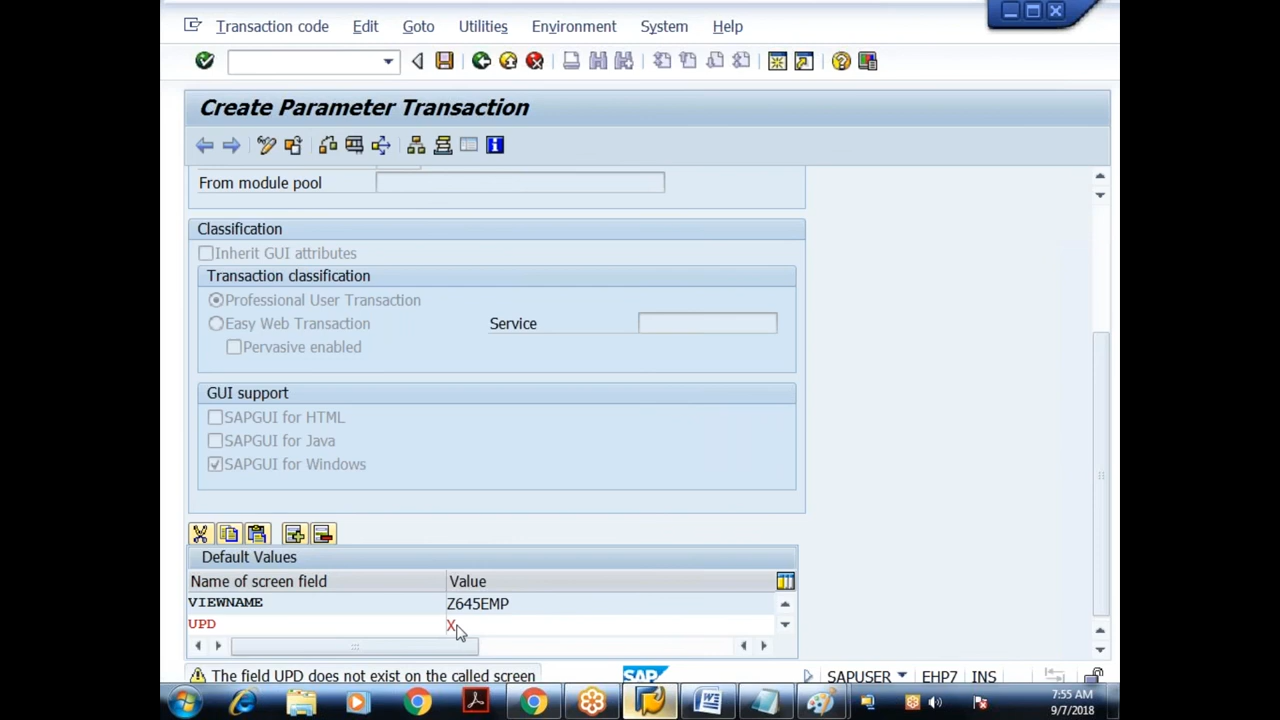 Transaction code Edit Goto Utilities Environment System Help
Create Parameter Transaction
From module pool
Classification
Inherit GUI attributes
Transaction classification
Professional User Transaction
Easy Web Transaction Service
Pervasive enabled
GUI support
SAPGUI for HTML
SAPGUI for Java
SAPGUI for Windows
Default Values
Name of screen field Value
VIEWNAME Z645EMP
UPD X
The field UPD does not exist on the called screen SAP SAPUSER EHP7 INS
7:55 AM
9/7/2018